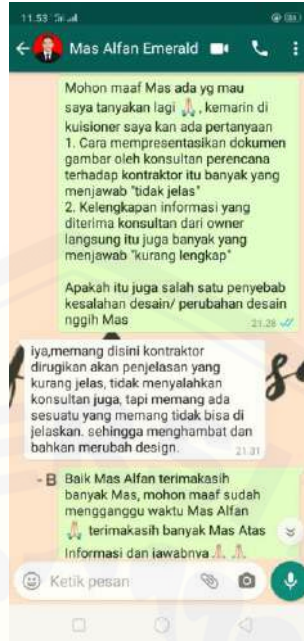 11.53
Mas Alfan Emerald
Mohon maaf Mas ada yg mau
saya tanyakan lagi 🙏, kemarin di
kuisioner saya kan ada pertanyaan
1. Cara mempresentasikan dokumen
gambar oleh konsultan perencana
terhadap kontraktor itu banyak yang
menjawab "tidak jelas"
2. Kelengkapan informasi yang
diterima konsultan dari owner
langsung itu juga banyak yang
menjawab "kurang lengkap"
Apakah itu juga salah satu penyebab
kesalahan desain/ perubahan desain
nggih Mas
21.28
iya,memang disini kontraktor
dirugikan akan penjelasan yang
kurang jelas, tidak menyalahkan
konsultan juga, tapi memang ada
sesuatu yang memang tidak bisa di
jelaskan. sehingga menghambat dan
bahkan merubah design.
21.31
- B Baik Mas Alfan terimakasih
banyak Mas, mohon maaf sudah
mengganggu waktu Mas Alfan
🙏 terimakasih banyak Mas Atas
Informasi dan jawabnya 🙏 🙏
Ketik pesan